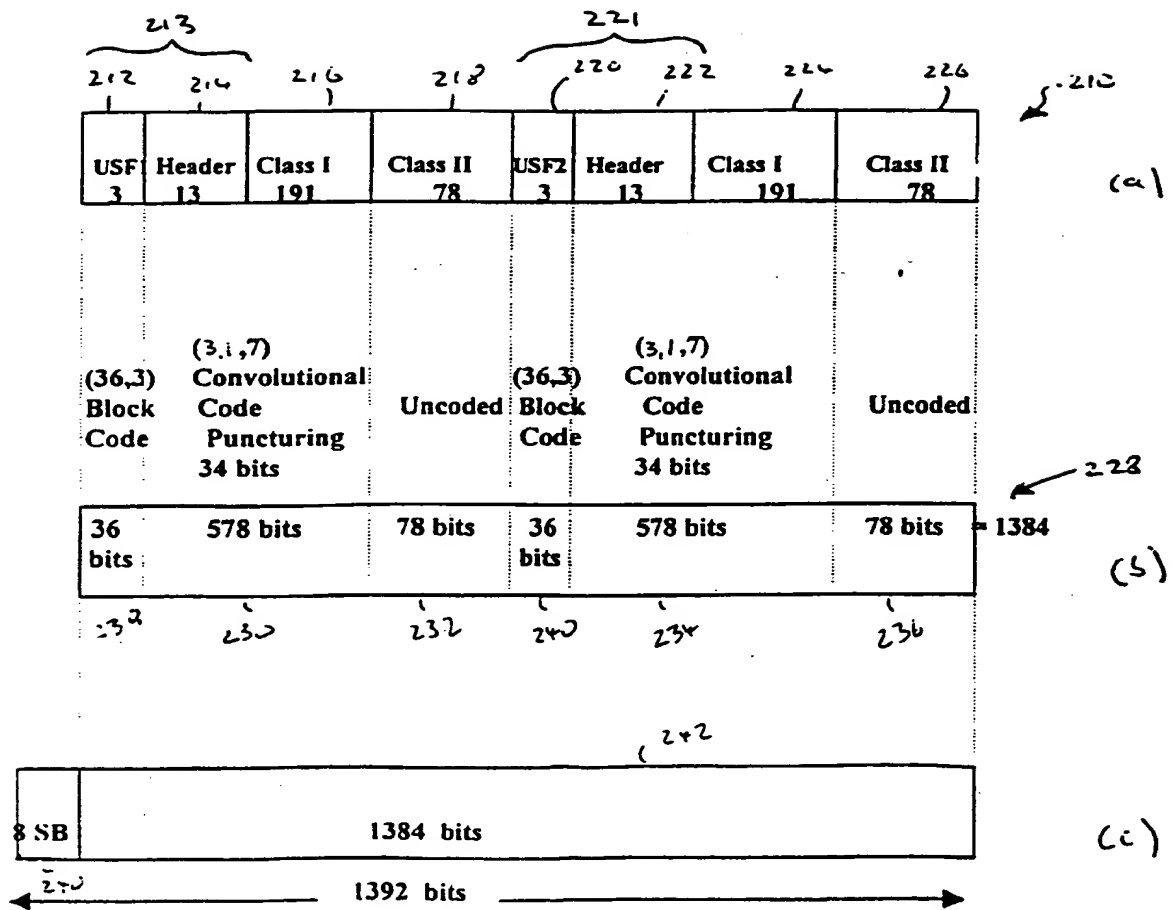 213 221
212 214 216 218 220 222 224 226 210
USF1 Header Class I Class II USF2 Header Class I Class II
3 13 191 78 3 13 191 78
(a)
(3,1,7) (3,1,7)
(36,3) Convolutional (36,3) Convolutional
Block Code Uncoded Block Code Uncoded
Code Puncturing Code Puncturing
34 bits 34 bits
228
36 578 bits 78 bits 36 578 bits 78 bits = 1384
bits bits
(b)
230 232 240 234 236
242
8 SB 1384 bits
(c)
240
1392 bits